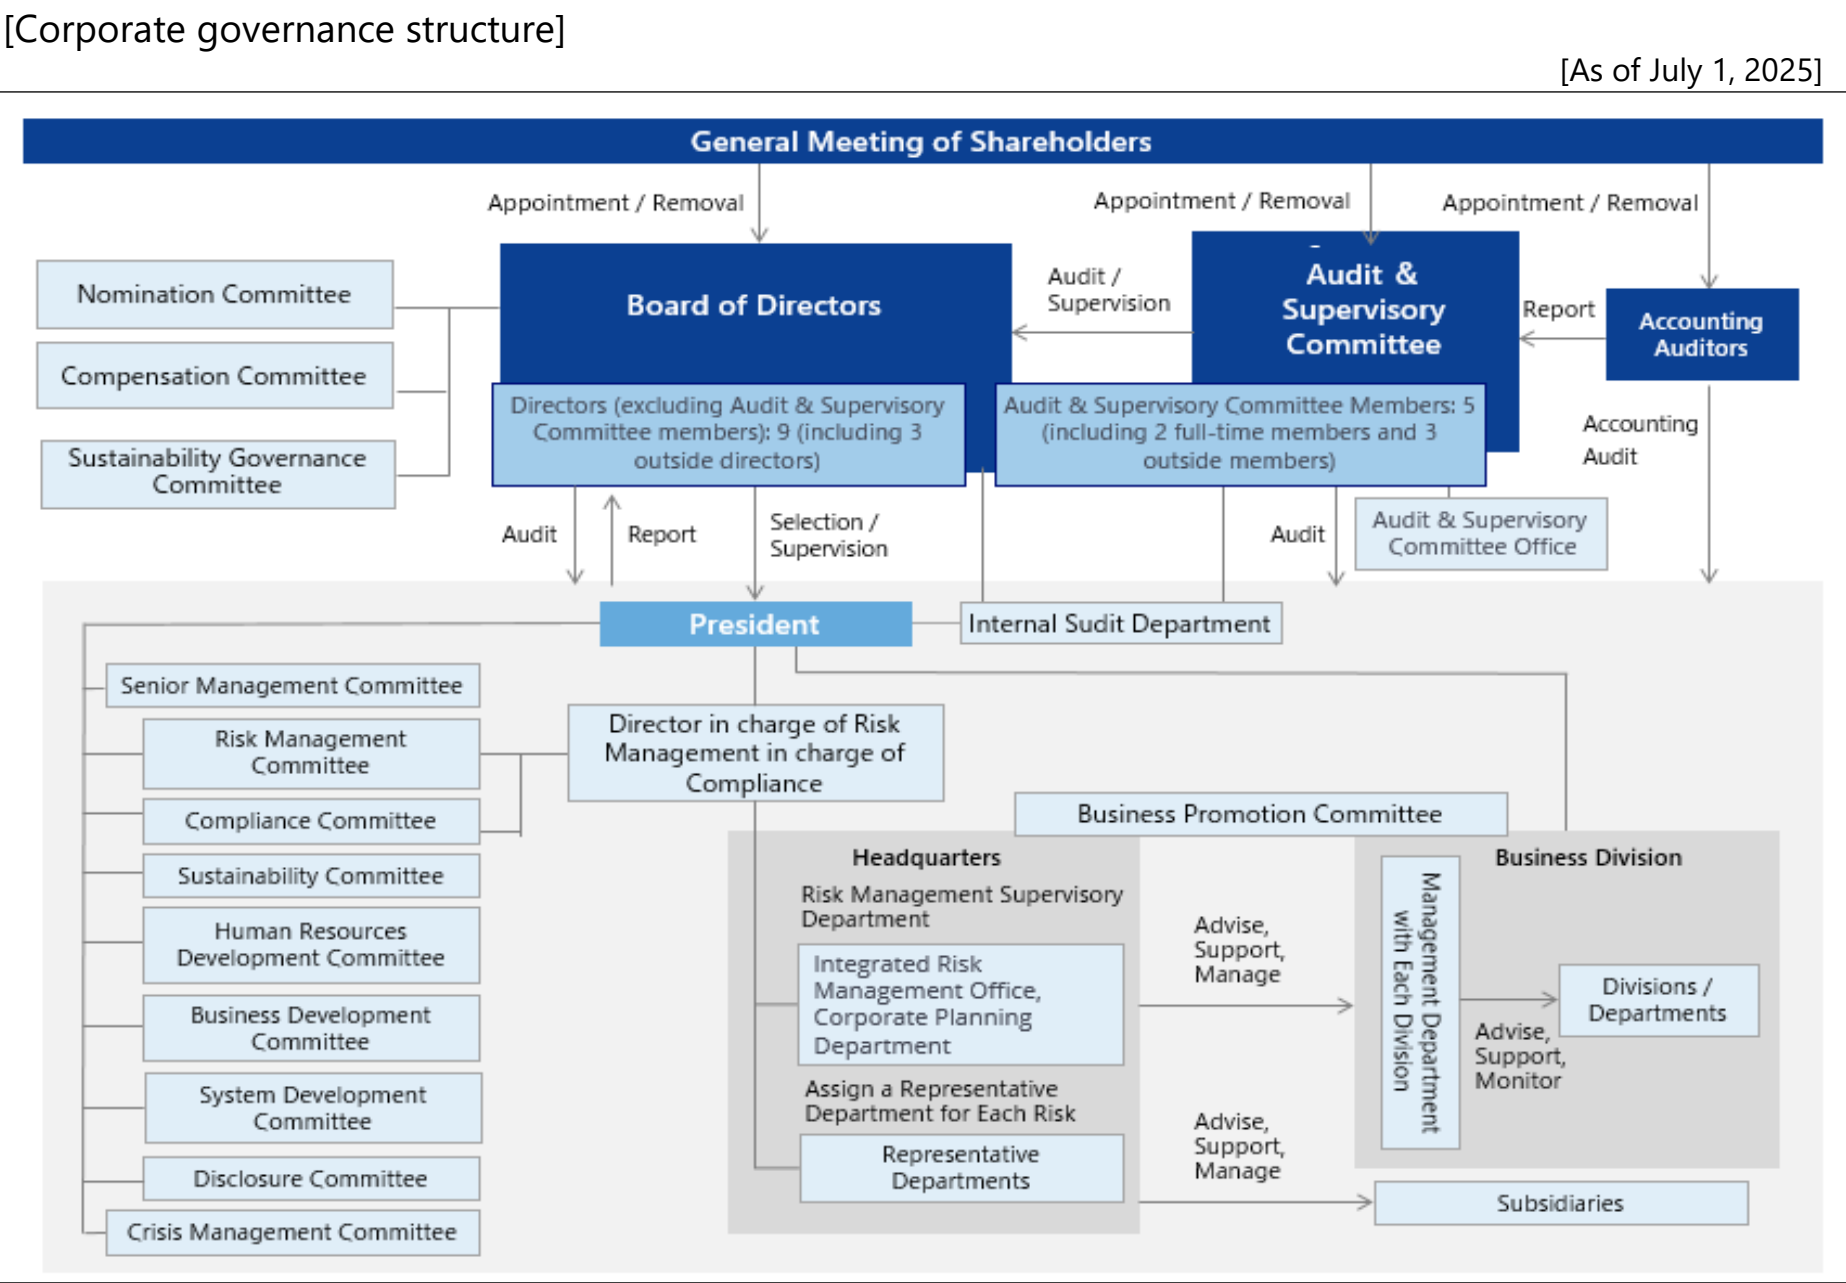 [Corporate governance structure]
[As of July 1, 2025]
General Meeting of Shareholders
Appointment / Removal
Appointment / Removal
Appointment / Removal
Nomination Committee
Compensation Committee
Sustainability Governance
Committee
Board of Directors
Audit /
Supervision
Audit &
Supervisory
Committee
Report
Accounting
Auditors
Directors (excluding Audit & Supervisory
Committee members): 9 (including 3
outside directors)
Audit & Supervisory Committee Members: 5
(including 2 full-time members and 3
outside members)
Accounting
Audit
Audit
Report
Selection /
Supervision
Audit
Audit & Supervisory
Committee Office
President
Internal Sudit Department
Senior Management Committee
Risk Management
Committee
Compliance Committee
Sustainability Committee
Human Resources
Development Committee
Business Development
Committee
System Development
Committee
Disclosure Committee
Crisis Management Committee
Director in charge of Risk
Management in charge of
Compliance
Business Promotion Committee
Headquarters
Risk Management Supervisory
Department
Integrated Risk
Management Office,
Corporate Planning
Department
Assign a Representative
Department for Each Risk
Representative
Departments
Advise,
Support,
Manage
Advise,
Support,
Manage
Business Division
Management Department
with Each Division
Advise,
Support,
Monitor
Divisions /
Departments
Subsidiaries